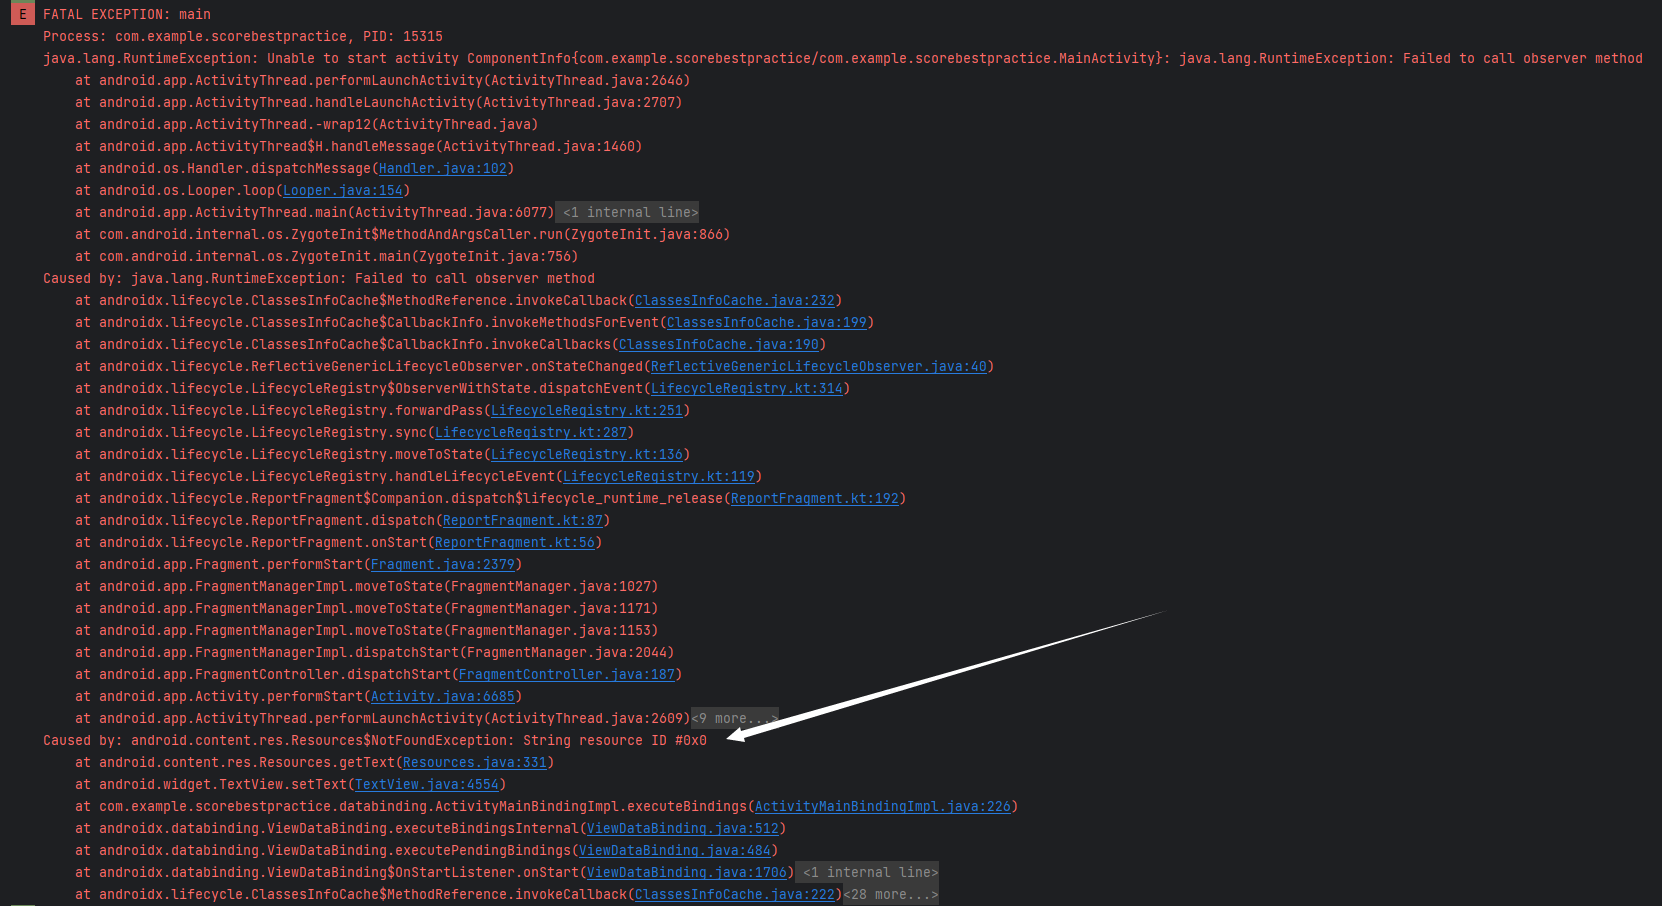 E FATAL EXCEPTION: main
Process: com.example.scorebestpractice, PID: 15315
java.lang.RuntimeException: Unable to start activity ComponentInfo{com.example.scorebestpractice/com.example.scorebestpractice.MainActivity}: java.lang.RuntimeException: Failed to call observer method
at android.app.ActivityThread.performLaunchActivity(ActivityThread.java:2646)
at android.app.ActivityThread.handleLaunchActivity(ActivityThread.java:2707)
at android.app.ActivityThread.-wrap12(ActivityThread.java)
at android.app.ActivityThread$H.handleMessage(ActivityThread.java:1460)
at android.os.Handler.dispatchMessage(Handler.java:102)
at android.os.Looper.loop(Looper.java:154)
at android.app.ActivityThread.main(ActivityThread.java:6077) <1 internal line>
at com.android.internal.os.ZygoteInit$MethodAndArgsCaller.run(ZygoteInit.java:866)
at com.android.internal.os.ZygoteInit.main(ZygoteInit.java:756)
Caused by: java.lang.RuntimeException: Failed to call observer method
at androidx.lifecycle.ClassesInfoCache$MethodReference.invokeCallback(ClassesInfoCache.java:232)
at androidx.lifecycle.ClassesInfoCache$CallbackInfo.invokeMethodsForEvent(ClassesInfoCache.java:199)
at androidx.lifecycle.ClassesInfoCache$CallbackInfo.invokeCallbacks(ClassesInfoCache.java:190)
at androidx.lifecycle.ReflectiveGenericLifecycleObserver.onStateChanged(ReflectiveGenericLifecycleObserver.java:40)
at androidx.lifecycle.LifecycleRegistry$ObserverWithState.dispatchEvent(LifecycleRegistry.kt:314)
at androidx.lifecycle.LifecycleRegistry.forwardPass(LifecycleRegistry.kt:251)
at androidx.lifecycle.LifecycleRegistry.sync(LifecycleRegistry.kt:287)
at androidx.lifecycle.LifecycleRegistry.moveToState(LifecycleRegistry.kt:136)
at androidx.lifecycle.LifecycleRegistry.handleLifecycleEvent(LifecycleRegistry.kt:119)
at androidx.lifecycle.ReportFragment$Companion.dispatch$lifecycle_runtime_release(ReportFragment.kt:192)
at androidx.lifecycle.ReportFragment.dispatch(ReportFragment.kt:87)
at androidx.lifecycle.ReportFragment.onStart(ReportFragment.kt:56)
at android.app.Fragment.performStart(Fragment.java:2379)
at android.app.FragmentManagerImpl.moveToState(FragmentManager.java:1027)
at android.app.FragmentManagerImpl.moveToState(FragmentManager.java:1171)
at android.app.FragmentManagerImpl.moveToState(FragmentManager.java:1153)
at android.app.FragmentManagerImpl.dispatchStart(FragmentManager.java:2044)
at android.app.FragmentController.dispatchStart(FragmentController.java:187)
at android.app.Activity.performStart(Activity.java:6685)
at android.app.ActivityThread.performLaunchActivity(ActivityThread.java:2609)<9 more...>
Caused by: android.content.res.Resources$NotFoundException: String resource ID #0x0
at android.content.res.Resources.getText(Resources.java:331)
at android.widget.TextView.setText(TextView.java:4554)
at com.example.scorebestpractice.databinding.ActivityMainBindingImpl.executeBindings(ActivityMainBindingImpl.java:226)
at androidx.databinding.ViewDataBinding.executeBindingsInternal(ViewDataBinding.java:512)
at androidx.databinding.ViewDataBinding.executePendingBindings(ViewDataBinding.java:484)
at androidx.databinding.ViewDataBinding$OnStartListener.onStart(ViewDataBinding.java:1706) <1 internal line>
at androidx.lifecycle.ClassesInfoCache$MethodReference.invokeCallback(ClassesInfoCache.java:222)<28 more...>